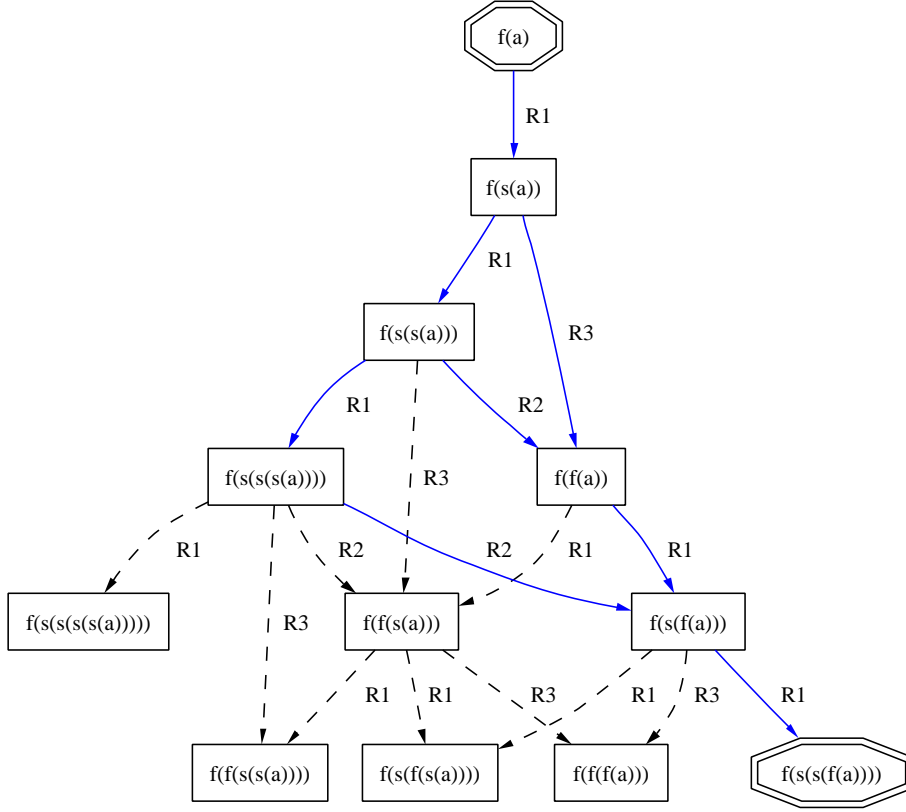 f(a)
R1
f(s(a))
R1
f(s(s(a)))
R3
R1
R2
f(s(s(s(a))))
R3
f(f(a))
R1
R2
R2
R1
R1
f(s(s(s(s(a)))))
R3
f(f(s(a)))
f(s(f(a)))
R1
R1
R3
R1
R3
R1
f(f(s(s(a))))
f(s(f(s(a))))
f(f(f(a)))
f(s(s(f(a))))